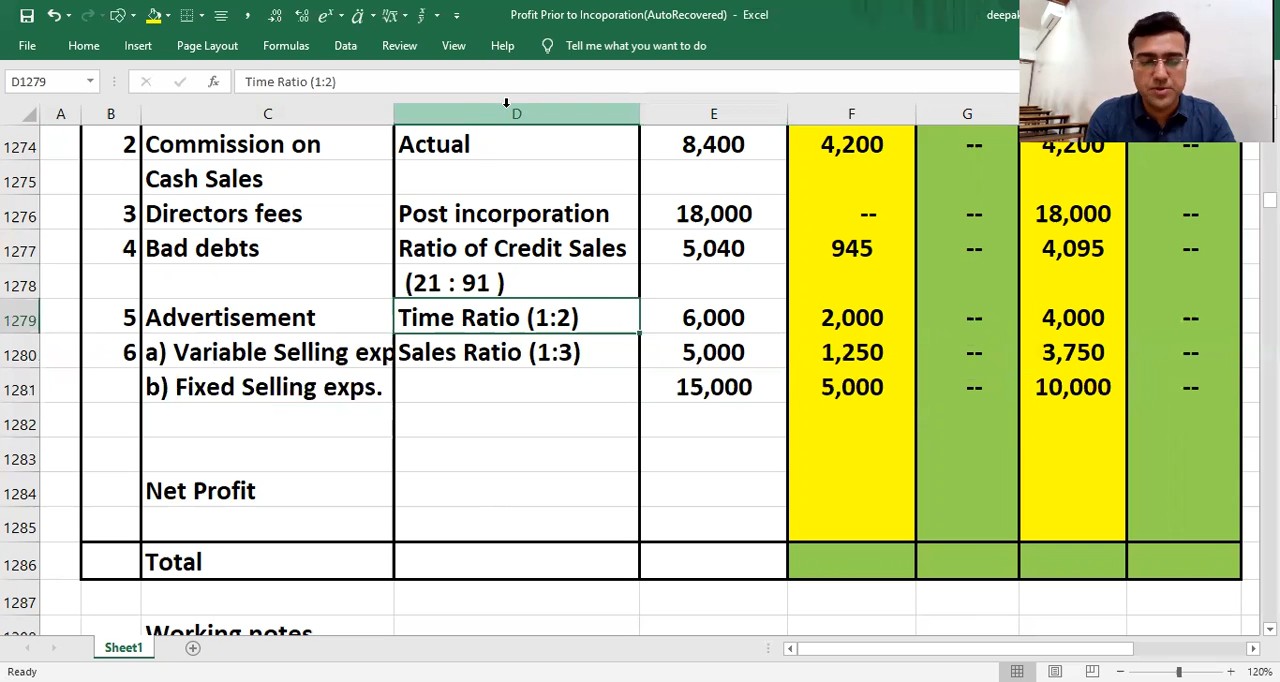 Profit Prior to Incoporation(AutoRecovered) - Excel
deepak
File Home Insert Page Layout Formulas Data Review View Help Tell me what you want to do
D1279 fx Time Ratio (1:2)
A B C D E F G
1274 2 Commission on Actual 8,400 4,200 -- 4,200 --
1275 Cash Sales
1276 3 Directors fees Post incorporation 18,000 -- -- 18,000 --
1277 4 Bad debts Ratio of Credit Sales 5,040 945 -- 4,095 --
1278 (21 : 91 )
1279 5 Advertisement Time Ratio (1:2) 6,000 2,000 -- 4,000 --
1280 6 a) Variable Selling exp Sales Ratio (1:3) 5,000 1,250 -- 3,750 --
1281 b) Fixed Selling exps. 15,000 5,000 -- 10,000 --
1282
1283
1284 Net Profit
1285
1286 Total
1287
Working notes
Sheet1
Ready 120%